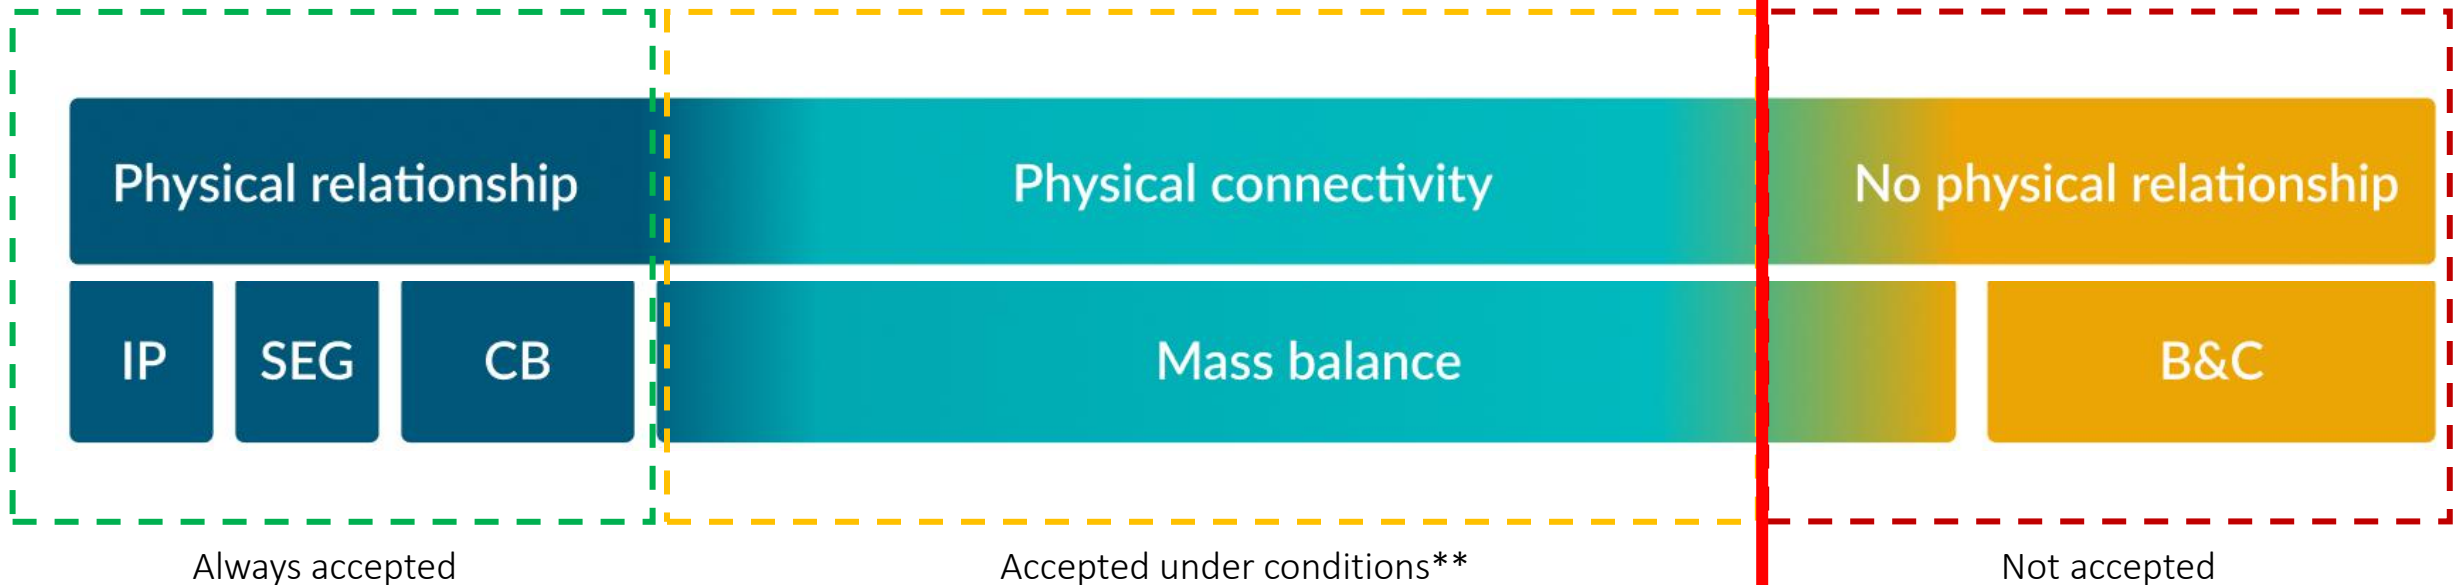 Physical relationship
Physical connectivity
No physical relationship
IP
SEG
CB
Mass balance
B&C
Always accepted
Accepted under conditions**
Not accepted